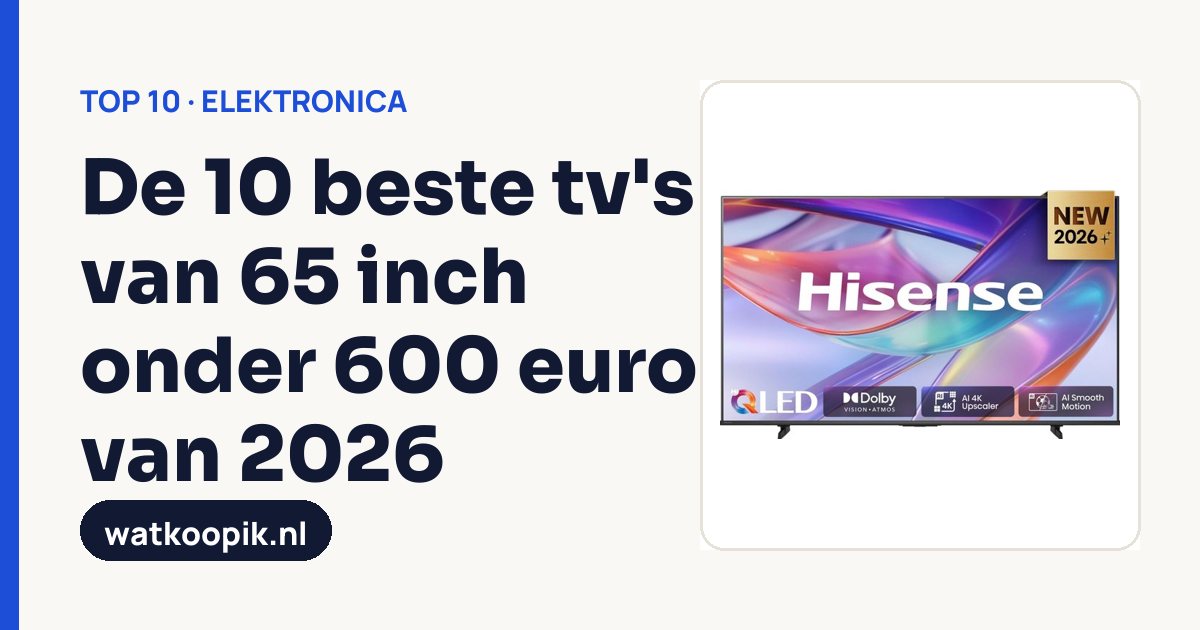 TOP 10 · ELEKTRONICA
De 10 beste tv's
van 65 inch
onder 600 euro
van 2026
watkoopik.nl
NEW
2026
Hisense
QLED
Dolby
VISION·ATMOS
AI 4K
Upscaler
AI Smooth
Motion